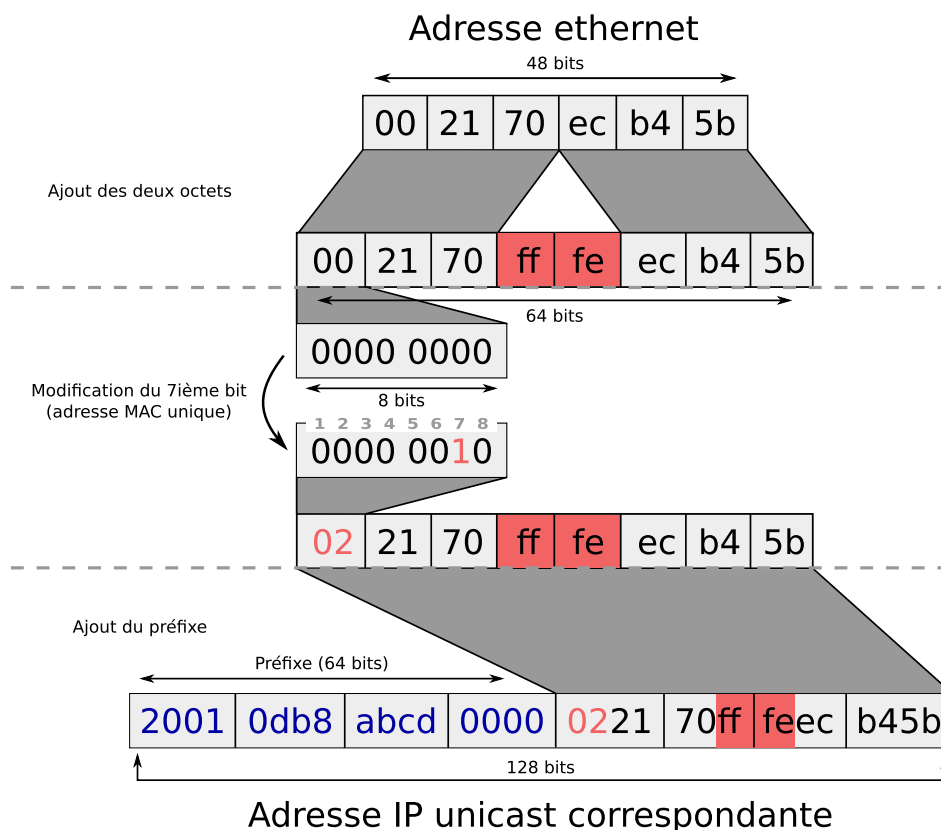 Adresse ethernet
48 bits
00 21 70 ec b4 5b
Ajout des deux octets
00 21 70 ff fe ec b4 5b
64 bits
0000 0000
Modification du 7ième bit
(adresse MAC unique)
8 bits
1 2 3 4 5 6 7 8
0000 0010
02 21 70 ff fe ec b4 5b
Ajout du préfixe
Préfixe (64 bits)
2001 0db8 abcd 0000 0221 70ff feec b45b
128 bits
Adresse IP unicast correspondante